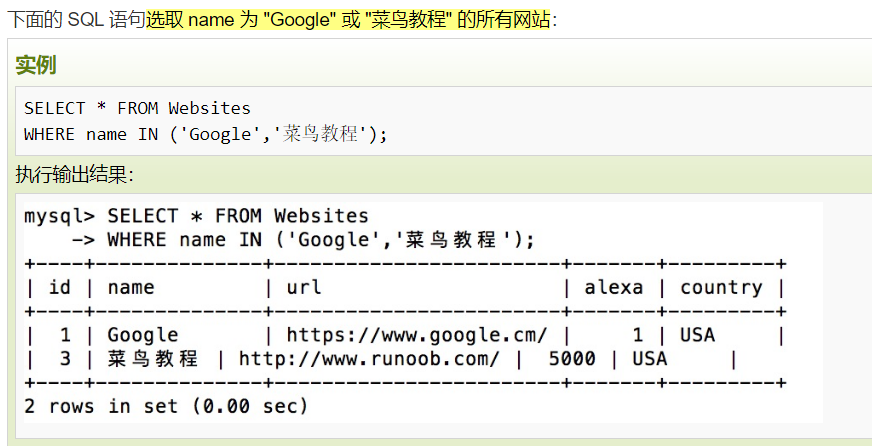 下面的 SQL 语句选取 name 为 "Google" 或 "菜鸟教程" 的所有网站：
实例
SELECT * FROM Websites
WHERE name IN ('Google','菜鸟教程');
执行输出结果：
mysql> SELECT * FROM Websites
    -> WHERE name IN ('Google','菜鸟教程');
+----+--------------+------------------------+-------+---------+
| id | name         | url                    | alexa | country |
+----+--------------+------------------------+-------+---------+
|  1 | Google       | https://www.google.cm/ |     1 | USA     |
|  3 | 菜鸟教程 | http://www.runoob.com/ |  5000 | USA     |
+----+--------------+------------------------+-------+---------+
2 rows in set (0.00 sec)